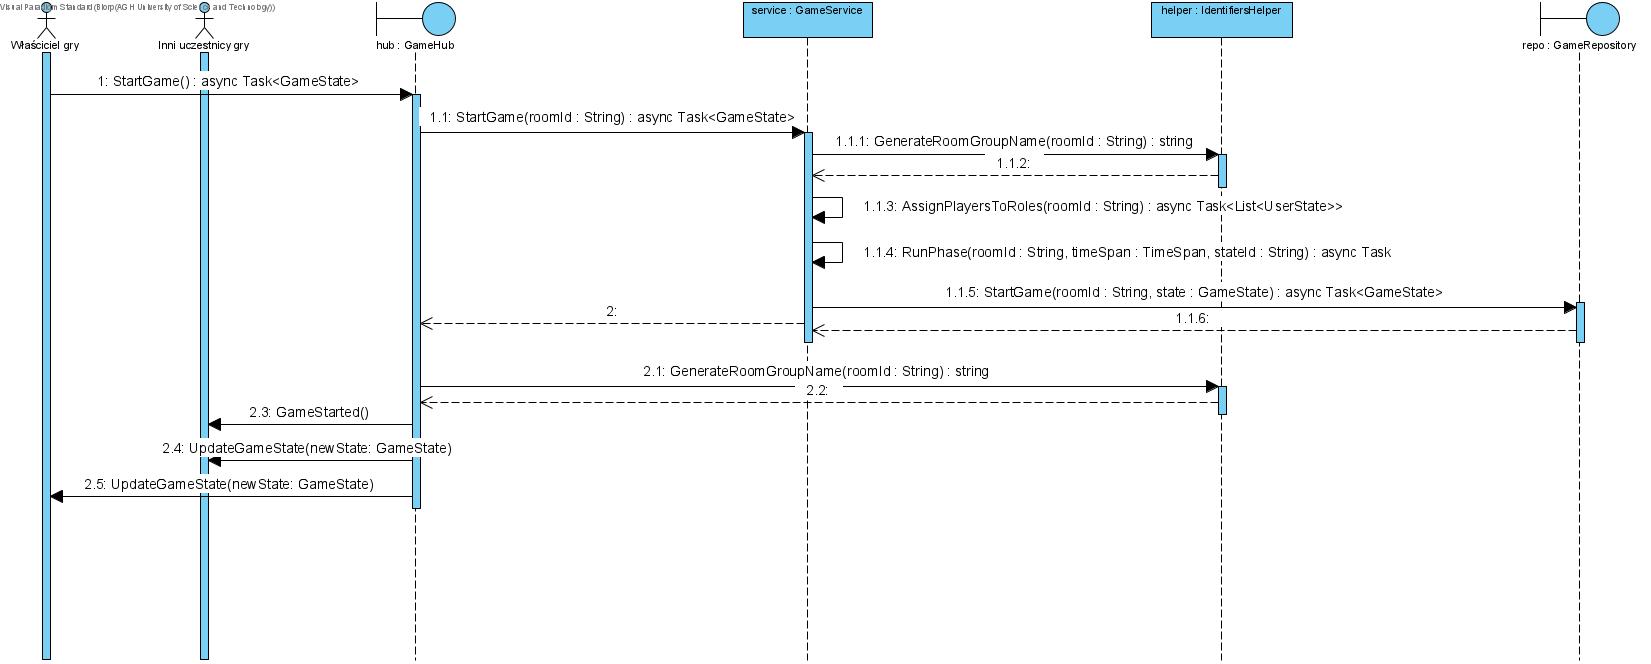 Visual Paradigm Standard(Blorp(AGH University of Science and Technology))
Właściciel gry
Inni uczestnicy gry
hub : GameHub
service : GameService
helper : IdentifiersHelper
repo : GameRepository
1: StartGame() : async Task<GameState>
1.1: StartGame(roomId : String) : async Task<GameState>
1.1.1: GenerateRoomGroupName(roomId : String) : string
1.1.2:
1.1.3: AssignPlayersToRoles(roomId : String) : async Task<List<UserState>>
1.1.4: RunPhase(roomId : String, timeSpan : TimeSpan, stateId : String) : async Task
1.1.5: StartGame(roomId : String, state : GameState) : async Task<GameState>
2:
1.1.6:
2.1: GenerateRoomGroupName(roomId : String) : string
2.2:
2.3: GameStarted()
2.4: UpdateGameState(newState: GameState)
2.5: UpdateGameState(newState: GameState)